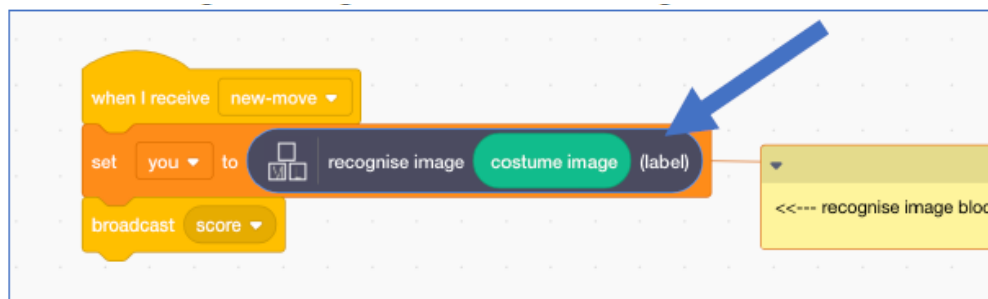 when I receive new-move
set you to recognise image costume image (label)
broadcast score
<<--- recognise image bloc